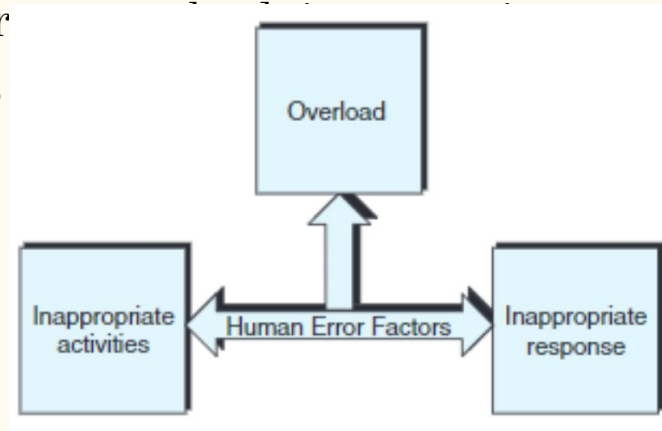 Overload
Inappropriate
activities
Human Error Factors
Inappropriate
response